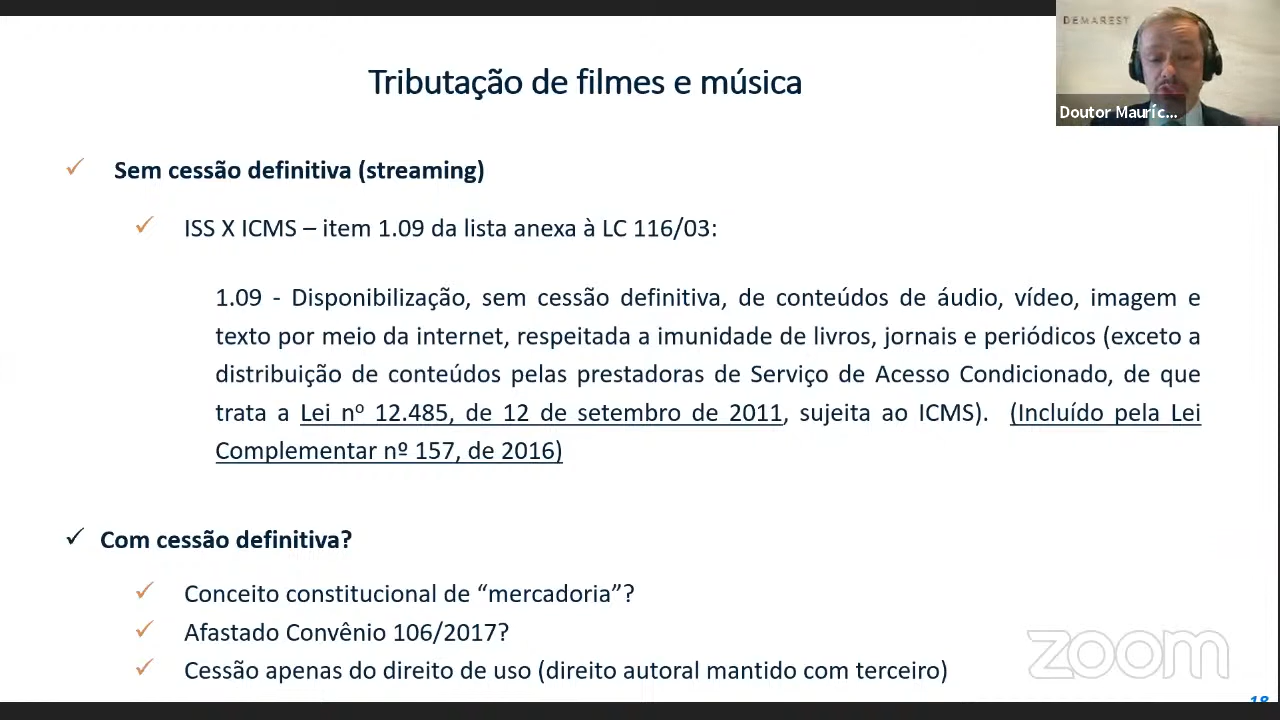 DEMAREST
Doutor Mauríc...
Tributação de filmes e música
Sem cessão definitiva (streaming)
ISS X ICMS – item 1.09 da lista anexa à LC 116/03:
1.09 - Disponibilização, sem cessão definitiva, de conteúdos de áudio, vídeo, imagem e
texto por meio da internet, respeitada a imunidade de livros, jornais e periódicos (exceto a
distribuição de conteúdos pelas prestadoras de Serviço de Acesso Condicionado, de que
trata a Lei nº 12.485, de 12 de setembro de 2011, sujeita ao ICMS). (Incluído pela Lei
Complementar nº 157, de 2016)
Com cessão definitiva?
Conceito constitucional de “mercadoria”?
Afastado Convênio 106/2017?
Cessão apenas do direito de uso (direito autoral mantido com terceiro)
zoom
18